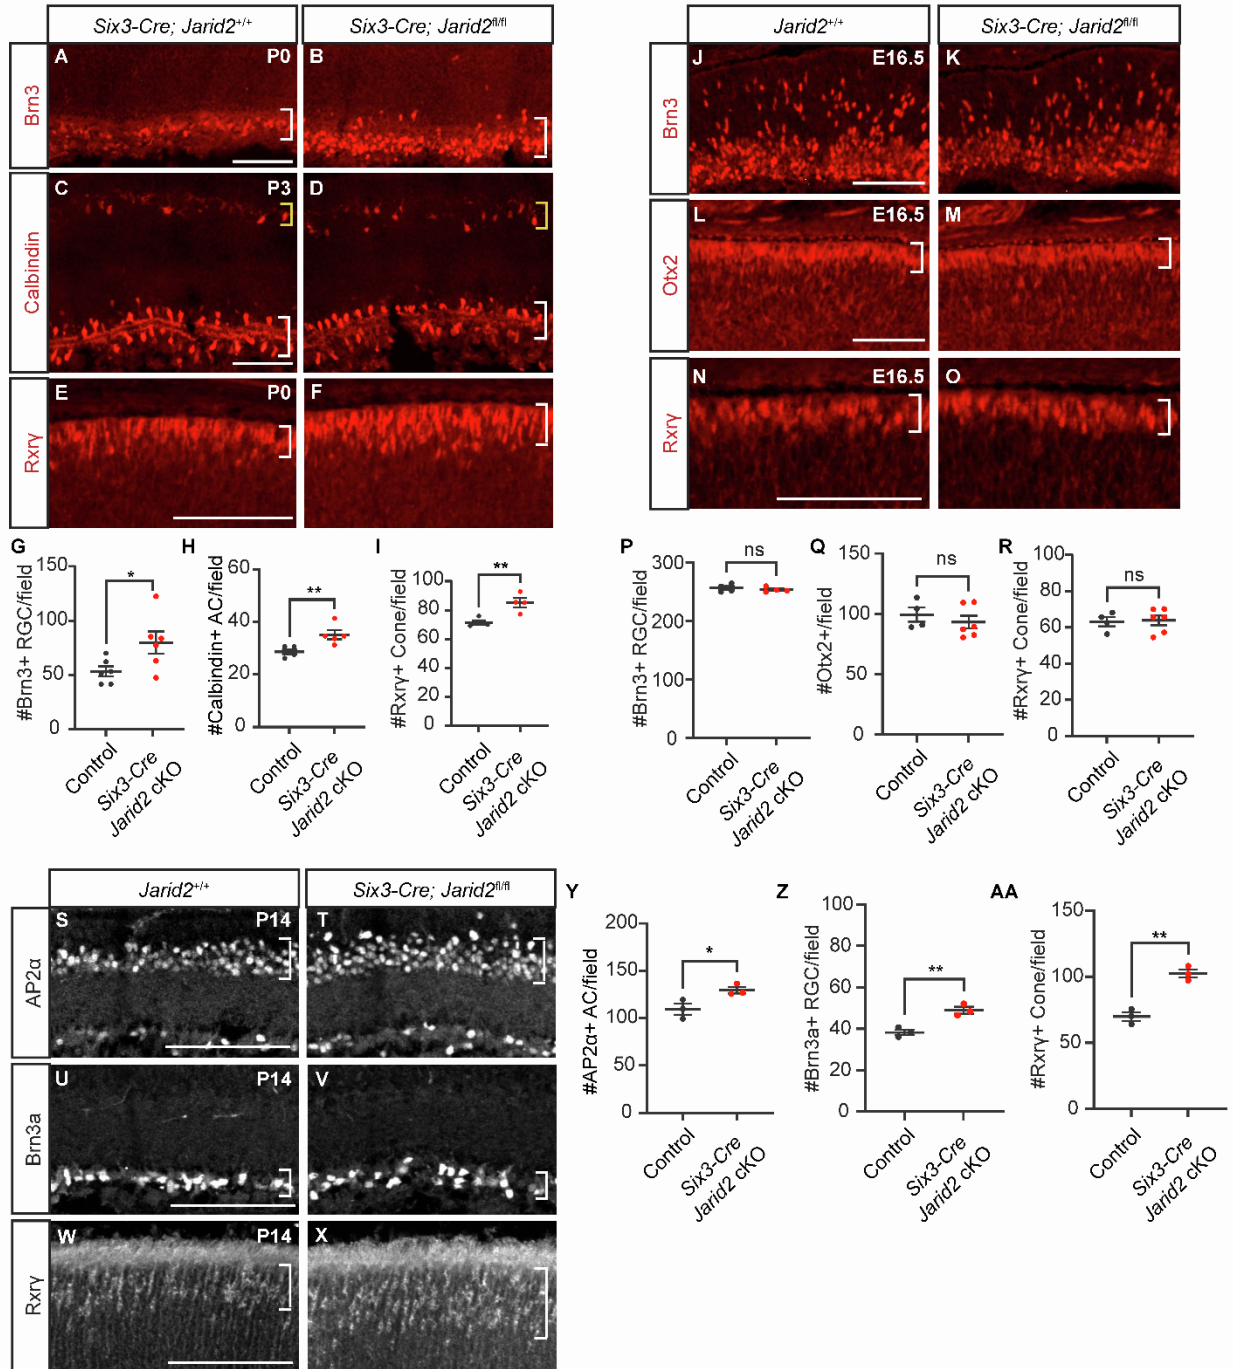 Six3-Cre; Jarid2+/+
Six3-Cre; Jarid2fl/fl
Brn3
A
P0
B
Calbindin
C
P3
D
Rxrγ
E
P0
F
Jarid2+/+
Six3-Cre; Jarid2fl/fl
Brn3
J
E16.5
K
Otx2
L
E16.5
M
Rxrγ
N
E16.5
O
G
#Brn3+ RGC/field
150
100
50
0
*
Control
Six3-Cre
Jarid2 cKO
H
#Calbindin+ AC/field
60
40
20
0
**
Control
Six3-Cre
Jarid2 cKO
I
#Rxrγ+ Cone/field
100
80
60
40
20
0
**
Control
Six3-Cre
Jarid2 cKO
P
#Brn3+ RGC/field
300
200
100
0
ns
Control
Six3-Cre
Jarid2 cKO
Q
#Otx2+/field
150
100
50
0
ns
Control
Six3-Cre
Jarid2 cKO
R
#Rxrγ+ Cone/field
100
80
60
40
20
0
ns
Control
Six3-Cre
Jarid2 cKO
Jarid2+/+
Six3-Cre; Jarid2fl/fl
AP2α
S
P14
T
Brn3a
U
P14
V
Rxrγ
W
P14
X
Y
#AP2α+ AC/field
200
150
100
50
0
*
Control
Six3-Cre
Jarid2 cKO
Z
#Brn3a+ RGC/field
100
80
60
40
20
0
**
Control
Six3-Cre
Jarid2 cKO
AA
#Rxrγ+ Cone/field
150
100
50
0
**
Control
Six3-Cre
Jarid2 cKO